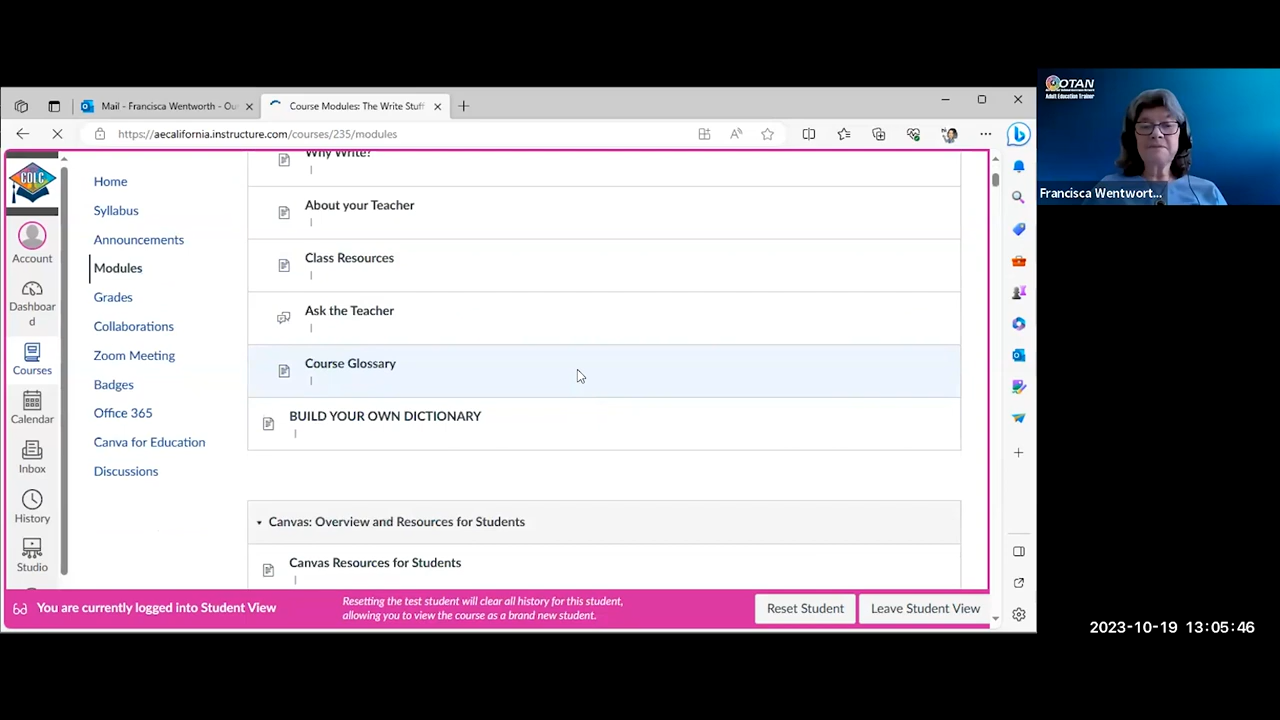 Mail - Francisca Wentworth - Ou
Course Modules: The Write Stuff
https://aecalifornia.instructure.com/courses/235/modules
OTAN
Adult Education Trainer
Francisca Wentwort...
COLC
Account
Dashboar
d
Courses
Calendar
Inbox
History
Studio
Home
Syllabus
Announcements
Modules
Grades
Collaborations
Zoom Meeting
Badges
Office 365
Canva for Education
Discussions
Why Write?
About your Teacher
Class Resources
Ask the Teacher
Course Glossary
BUILD YOUR OWN DICTIONARY
Canvas: Overview and Resources for Students
Canvas Resources for Students
You are currently logged into Student View
Resetting the test student will clear all history for this student,
allowing you to view the course as a brand new student.
Reset Student
Leave Student View
2023-10-19 13:05:46